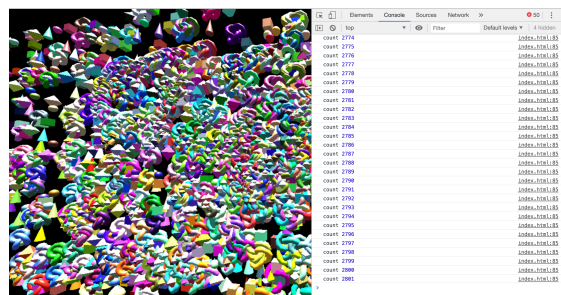 Elements Console Sources Network » 50
top Filter Default levels ▼ 4 hidden
count 2774 index.html:85
count 2775 index.html:85
count 2776 index.html:85
count 2777 index.html:85
count 2778 index.html:85
count 2779 index.html:85
count 2780 index.html:85
count 2781 index.html:85
count 2782 index.html:85
count 2783 index.html:85
count 2784 index.html:85
count 2785 index.html:85
count 2786 index.html:85
count 2787 index.html:85
count 2788 index.html:85
count 2789 index.html:85
count 2790 index.html:85
count 2791 index.html:85
count 2792 index.html:85
count 2793 index.html:85
count 2794 index.html:85
count 2795 index.html:85
count 2796 index.html:85
count 2797 index.html:85
count 2798 index.html:85
count 2799 index.html:85
count 2800 index.html:85
count 2801 index.html:85